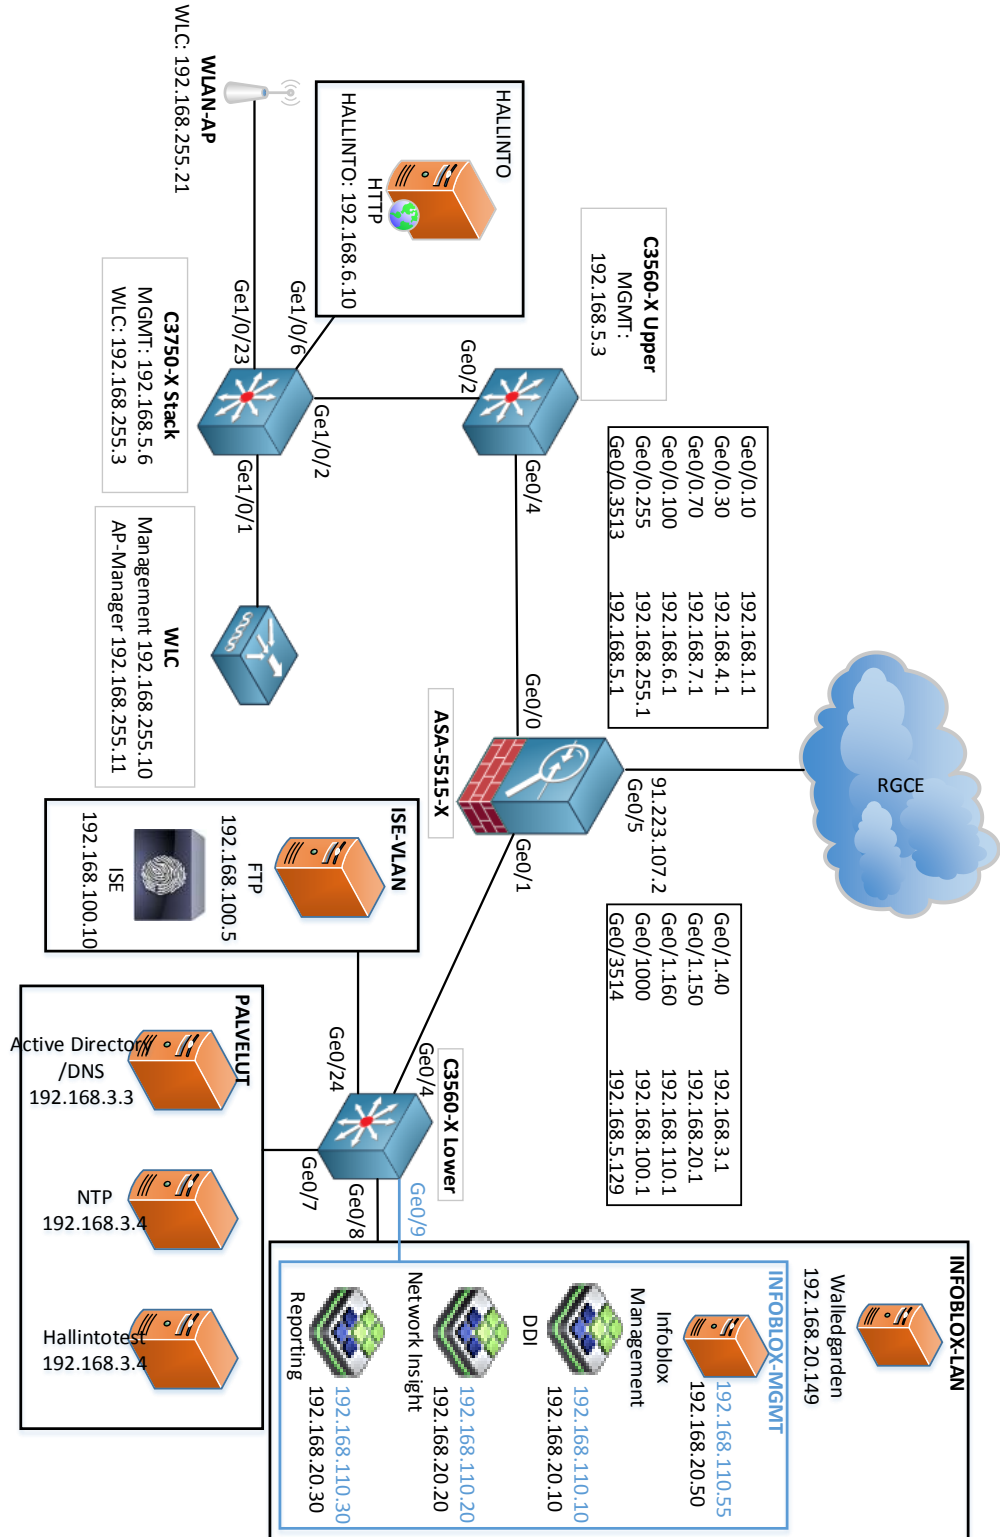 RGCE
91.223.107.2
Ge0/5
Ge0/0.10 192.168.1.1
Ge0/0.30 192.168.4.1
Ge0/0.70 192.168.7.1
Ge0/0.100 192.168.6.1
Ge0/0.255 192.168.255.1
Ge0/0.3513 192.168.5.1
Ge0/1.40 192.168.3.1
Ge0/1.150 192.168.20.1
Ge0/1.160 192.168.110.1
Ge0/1000 192.168.100.1
Ge0/3514 192.168.5.129
C3560-X Upper
MGMT:
192.168.5.3
HALLINTO
HTTP
HALLINTO: 192.168.6.10
Ge0/4
Ge0/0
Ge0/2
ASA-5515-X
Ge0/1
Ge1/0/2
Ge1/0/6
Ge1/0/23
Ge1/0/1
WLAN-AP
WLC: 192.168.255.21
C3750-X Stack
MGMT: 192.168.5.6
WLC: 192.168.255.3
WLC
Management 192.168.255.10
AP-Manager 192.168.255.11
ISE-VLAN
FTP
192.168.100.5
ISE
192.168.100.10
C3560-X Lower
Ge0/4
Ge0/24
Ge0/7
Ge0/8
Ge0/9
PALVELUT
Active Directory
/DNS
192.168.3.3
NTP
192.168.3.4
Hallintotest
192.168.3.4
INFOBLOX-LAN
Walledgarden
192.168.20.149
INFOBLOX-MGMT
192.168.110.55
192.168.20.50
Infoblox
Management
192.168.110.10
192.168.20.10
DDI
192.168.110.20
192.168.20.20
Network Insight
192.168.110.30
192.168.20.30
Reporting